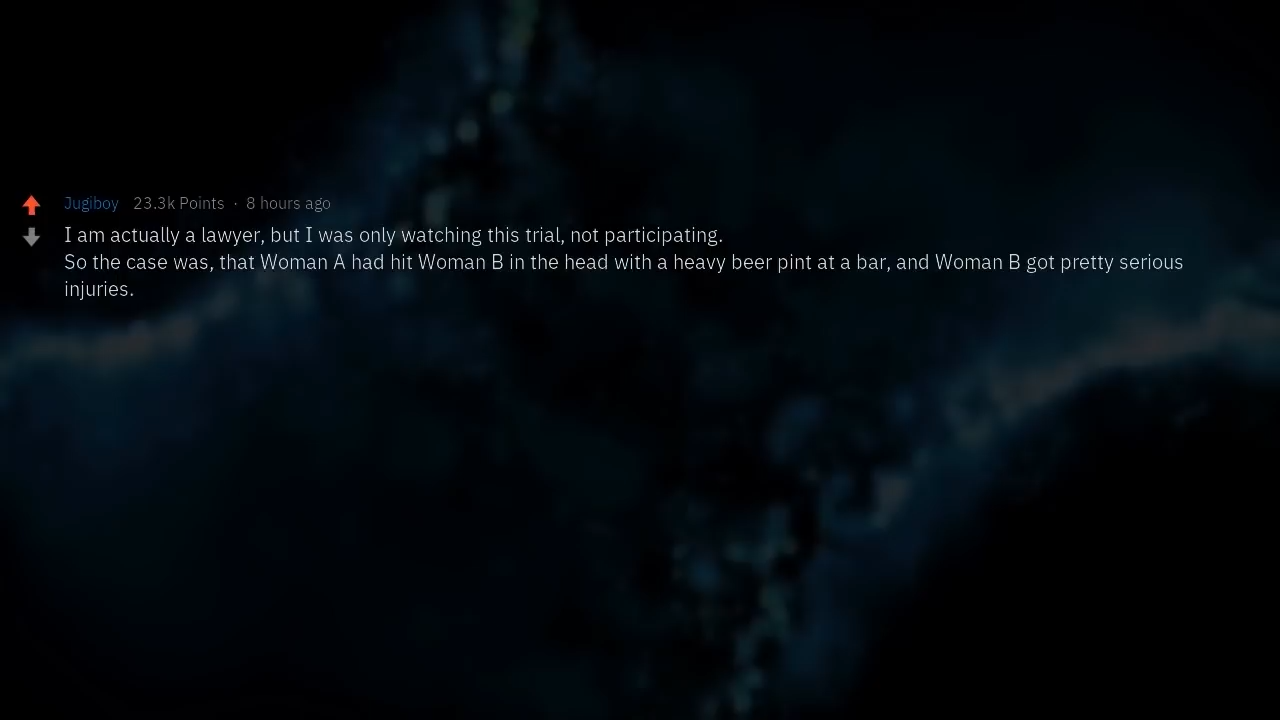 Jugiboy 23.3k Points · 8 hours ago
I am actually a lawyer, but I was only watching this trial, not participating.
So the case was, that Woman A had hit Woman B in the head with a heavy beer pint at a bar, and Woman B got pretty serious
injuries.